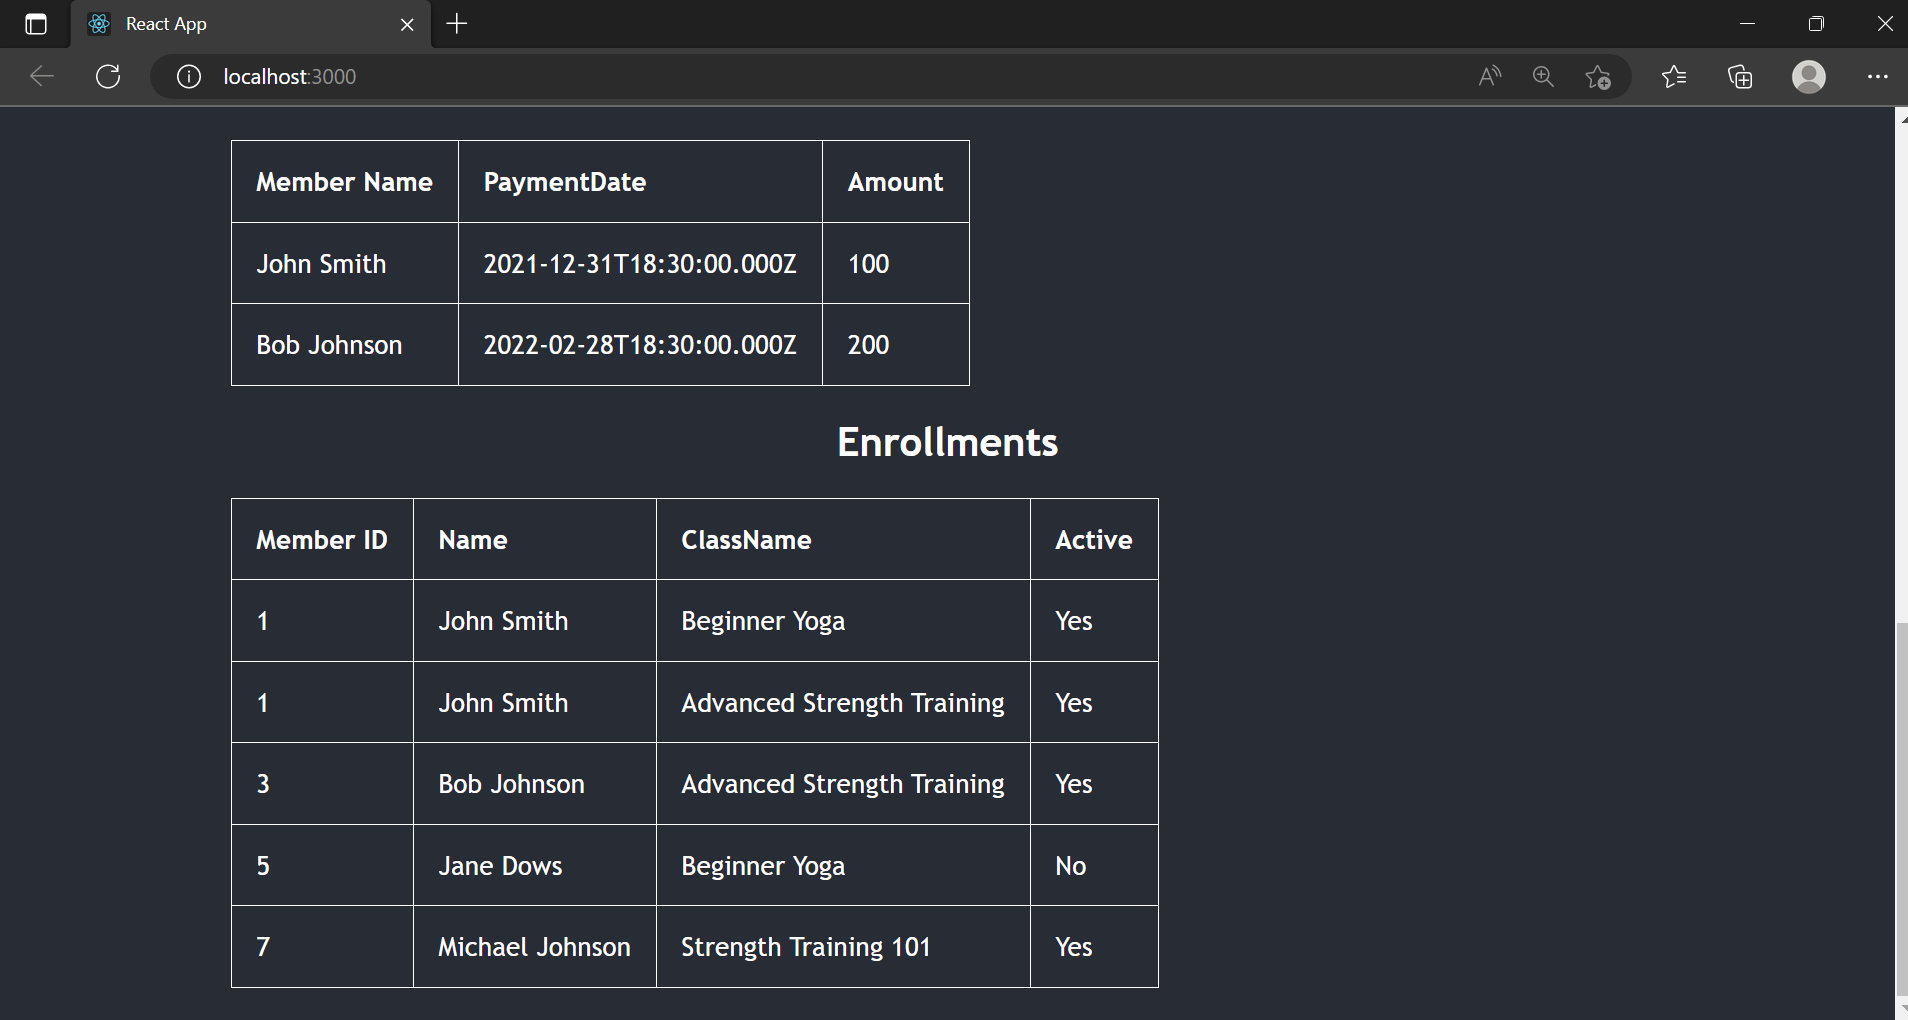 React App
localhost:3000
Member Name PaymentDate Amount
John Smith 2021-12-31T18:30:00.000Z 100
Bob Johnson 2022-02-28T18:30:00.000Z 200
Enrollments
Member ID Name ClassName Active
1 John Smith Beginner Yoga Yes
1 John Smith Advanced Strength Training Yes
3 Bob Johnson Advanced Strength Training Yes
5 Jane Dows Beginner Yoga No
7 Michael Johnson Strength Training 101 Yes